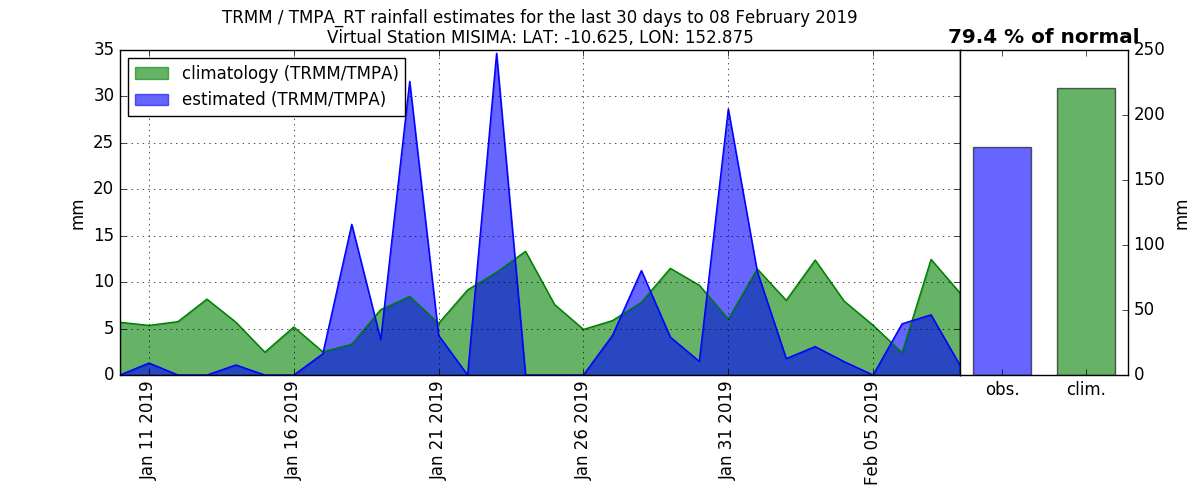 TRMM / TMPA_RT rainfall estimates for the last 30 days to 08 February 2019
Virtual Station MISIMA: LAT: -10.625, LON: 152.875
79.4 % of normal
climatology (TRMM/TMPA)
estimated (TRMM/TMPA)
35
30
25
20
15
10
5
0
mm
Jan 11 2019
Jan 16 2019
Jan 21 2019
Jan 26 2019
Jan 31 2019
Feb 05 2019
250
200
150
100
50
0
mm
obs.
clim.